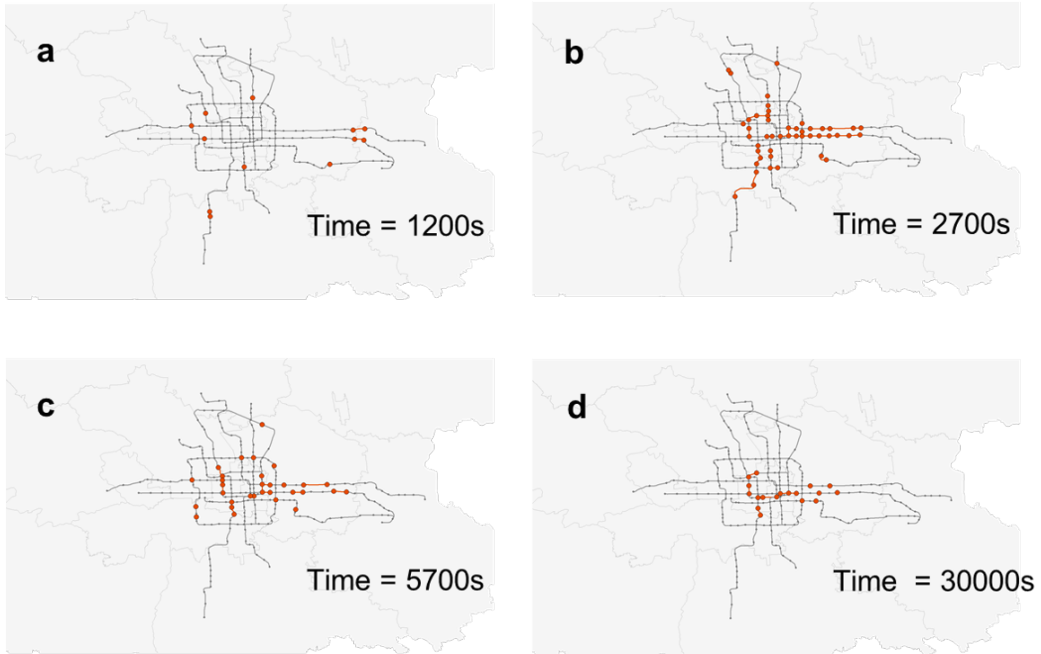 a
Time = 1200s
b
Time = 2700s
c
Time = 5700s
d
Time = 30000s